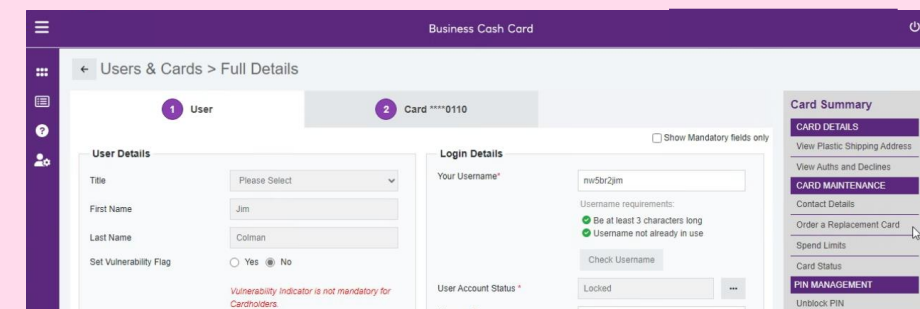 Business Cash Card
Users & Cards > Full Details
1 User
2 Card ****0110
Show Mandatory fields only
User Details
Title
Please Select
First Name
Jim
Last Name
Colman
Set Vulnerability Flag
Yes
No
Vulnerability Indicator is not mandatory for
Cardholders.
Login Details
Your Username*
nw5br2jim
Username requirements:
Be at least 3 characters long
Username not already in use
Check Username
User Account Status *
Locked
...
Card Summary
CARD DETAILS
View Plastic Shipping Address
View Auths and Declines
CARD MAINTENANCE
Contact Details
Order a Replacement Card
Spend Limits
Card Status
PIN MANAGEMENT
Unblock PIN